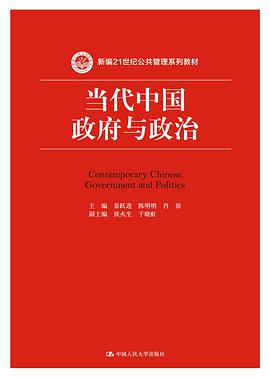 新编21世纪公共管理系列教材
当代中国
政府与政治
Contemporary Chinese
Government and Politics
主 编 景跃进 陈明明 肖 滨
副主编 谈火生 于晓虹
中国人民大学出版社